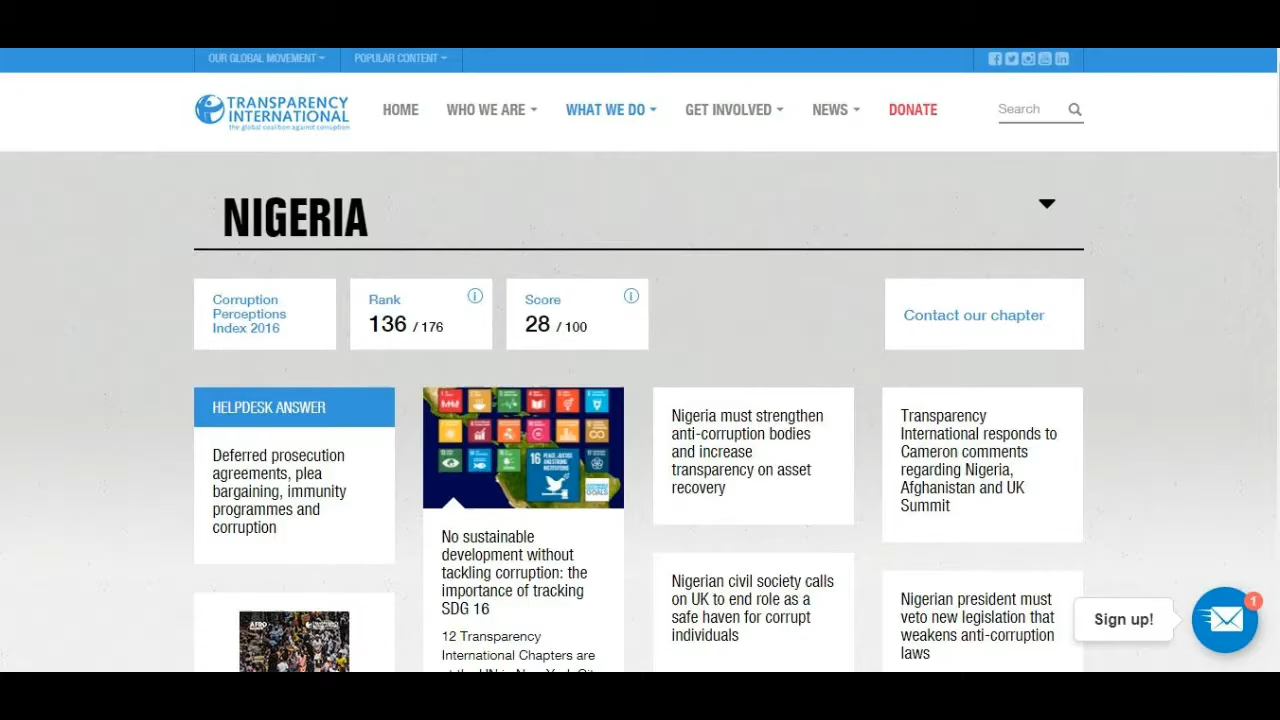 OUR GLOBAL MOVEMENT
POPULAR CONTENT
TRANSPARENCY
INTERNATIONAL
the global coalition against corruption
HOME
WHO WE ARE
WHAT WE DO
GET INVOLVED
NEWS
DONATE
Search
NIGERIA
Corruption
Perceptions
Index 2016
Rank
136 / 176
Score
28 / 100
Contact our chapter
HELPDESK ANSWER
Deferred prosecution
agreements, plea
bargaining, immunity
programmes and
corruption
16 PEACE, JUSTICE
AND STRONG
INSTITUTIONS
No sustainable
development without
tackling corruption: the
importance of tracking
SDG 16
12 Transparency
International Chapters are
Nigeria must strengthen
anti-corruption bodies
and increase
transparency on asset
recovery
Nigerian civil society calls
on UK to end role as a
safe haven for corrupt
individuals
Transparency
International responds to
Cameron comments
regarding Nigeria,
Afghanistan and UK
Summit
Nigerian president must
veto new legislation that
weakens anti-corruption
laws
Sign up!
1